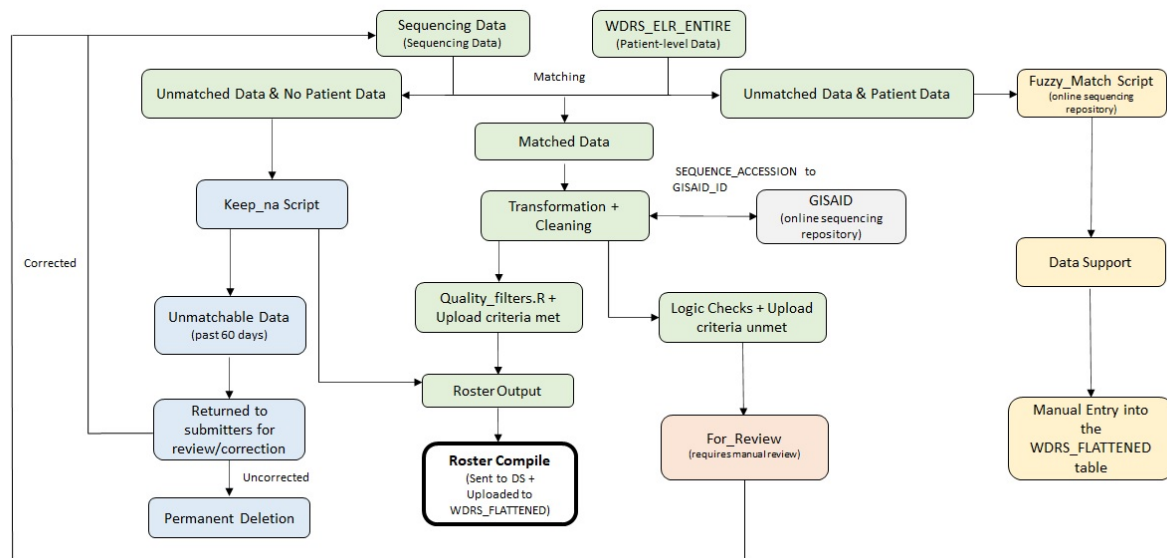 Sequencing Data
(Sequencing Data)
WDRS_ELR_ENTIRE
(Patient-level Data)
Matching
Unmatched Data & No Patient Data
Unmatched Data & Patient Data
Fuzzy_Match Script
(online sequencing
repository)
Matched Data
SEQUENCE_ACCESSION to
GISAID_ID
Keep_na Script
Transformation +
Cleaning
GISAID
(online sequencing
repository)
Corrected
Data Support
Unmatchable Data
(past 60 days)
Quality_filters.R +
Upload criteria met
Logic Checks + Upload
criteria unmet
Roster Output
Returned to
submitters for
review/correction
For_Review
(requires manual review)
Manual Entry into
the
WDRS_FLATTENED
table
Uncorrected
Roster Compile
(Sent to DS +
Uploaded to
WDRS_FLATTENED)
Permanent Deletion